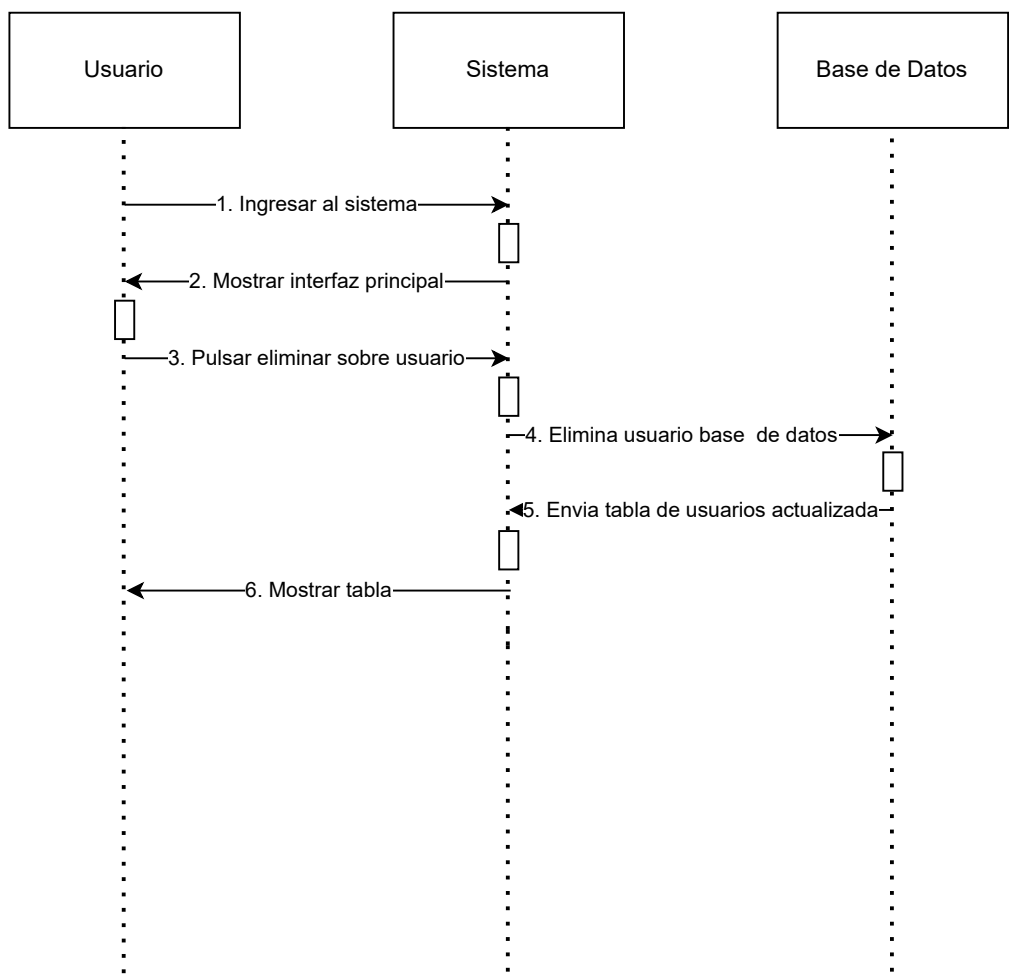 Usuario
Sistema
Base de Datos
1. Ingresar al sistema
2. Mostrar interfaz principal
3. Pulsar eliminar sobre usuario
4. Elimina usuario base  de datos
5. Envia tabla de usuarios actualizada
6. Mostrar tabla